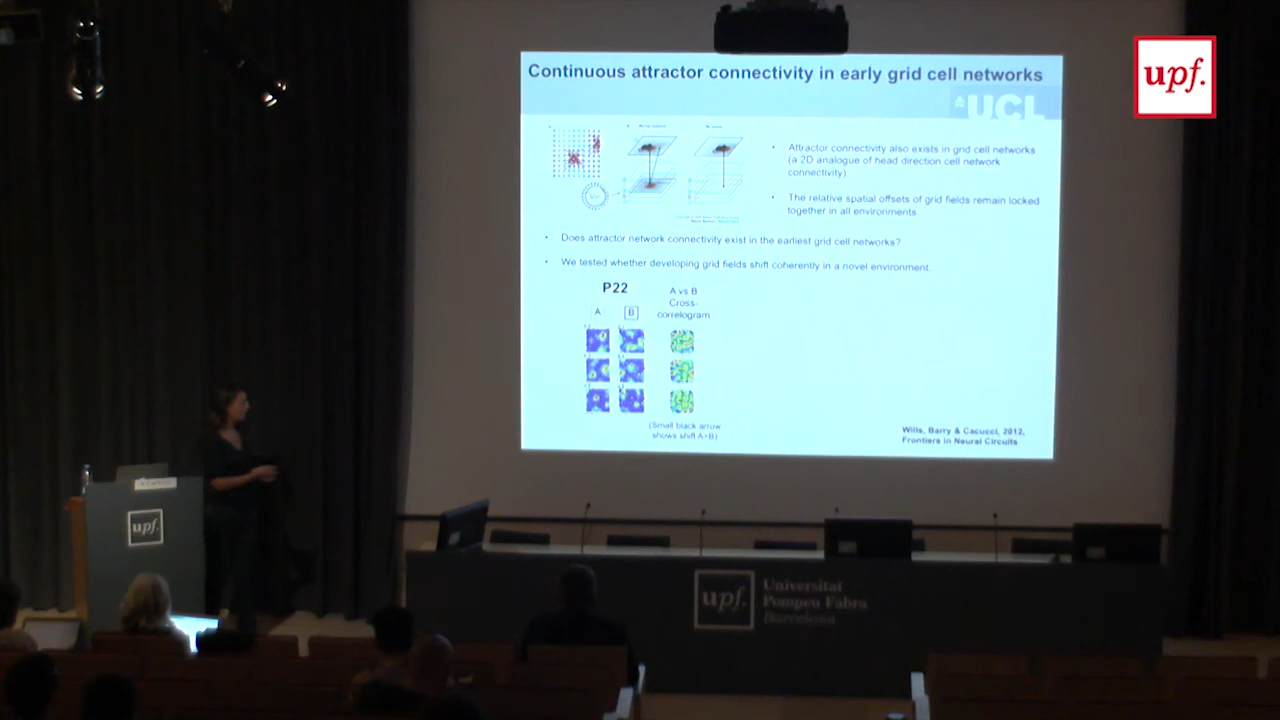 upf.
Continuous attractor connectivity in early grid cell networks
UCL
• Attractor connectivity also exists in grid cell networks
(a 2D analogue of head direction cell network
connectivity)
• The relative spatial offsets of grid fields remain locked
together in all environments.
• Does attractor network connectivity exist in the earliest grid cell networks?
• We tested whether developing grid fields shift coherently in a novel environment.
P22
A vs B
Cross-
correlogram
A
B
(Small black arrow
shows shift A>B)
Wills, Barry & Cacucci, 2012,
Frontiers in Neural Circuits
upf.
upf.
Universitat
Pompeu Fabra
Barcelona